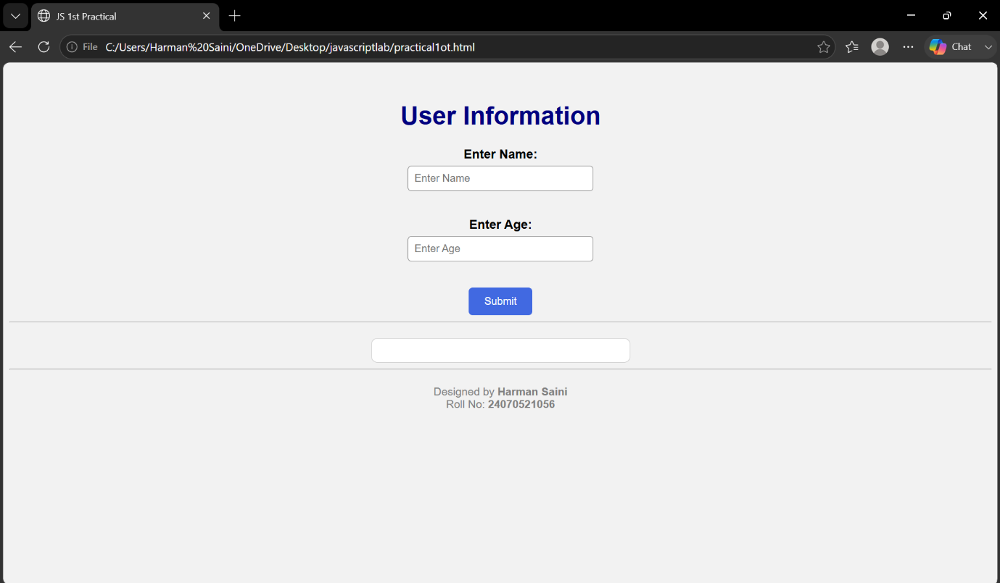 JS 1st Practical
File C:/Users/Harman%20Saini/OneDrive/Desktop/javascriptlab/practical1ot.html
Chat
User Information
Enter Name:
Enter Name
Enter Age:
Enter Age
Submit
Designed by Harman Saini
Roll No: 24070521056